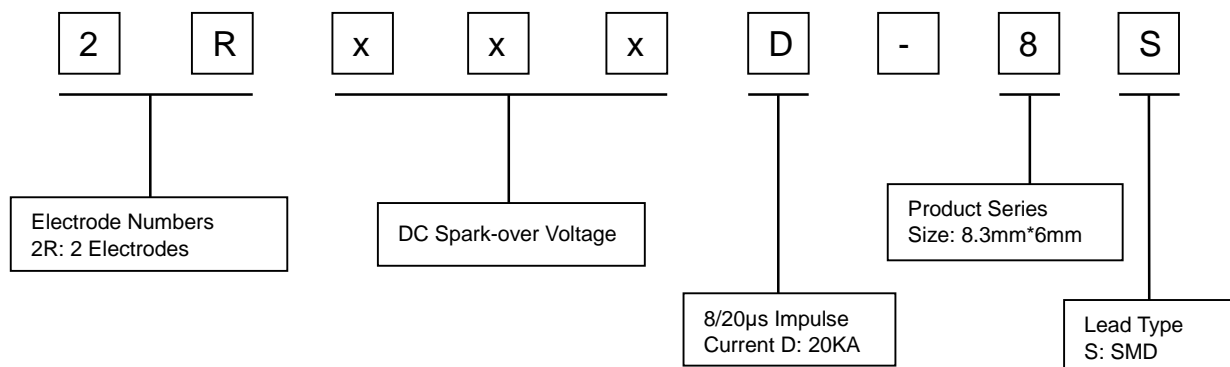 2 R x x x D - 8 S
Electrode Numbers
2R: 2 Electrodes
DC Spark-over Voltage
8/20µs Impulse
Current D: 20KA
Product Series
Size: 8.3mm*6mm
Lead Type
S: SMD